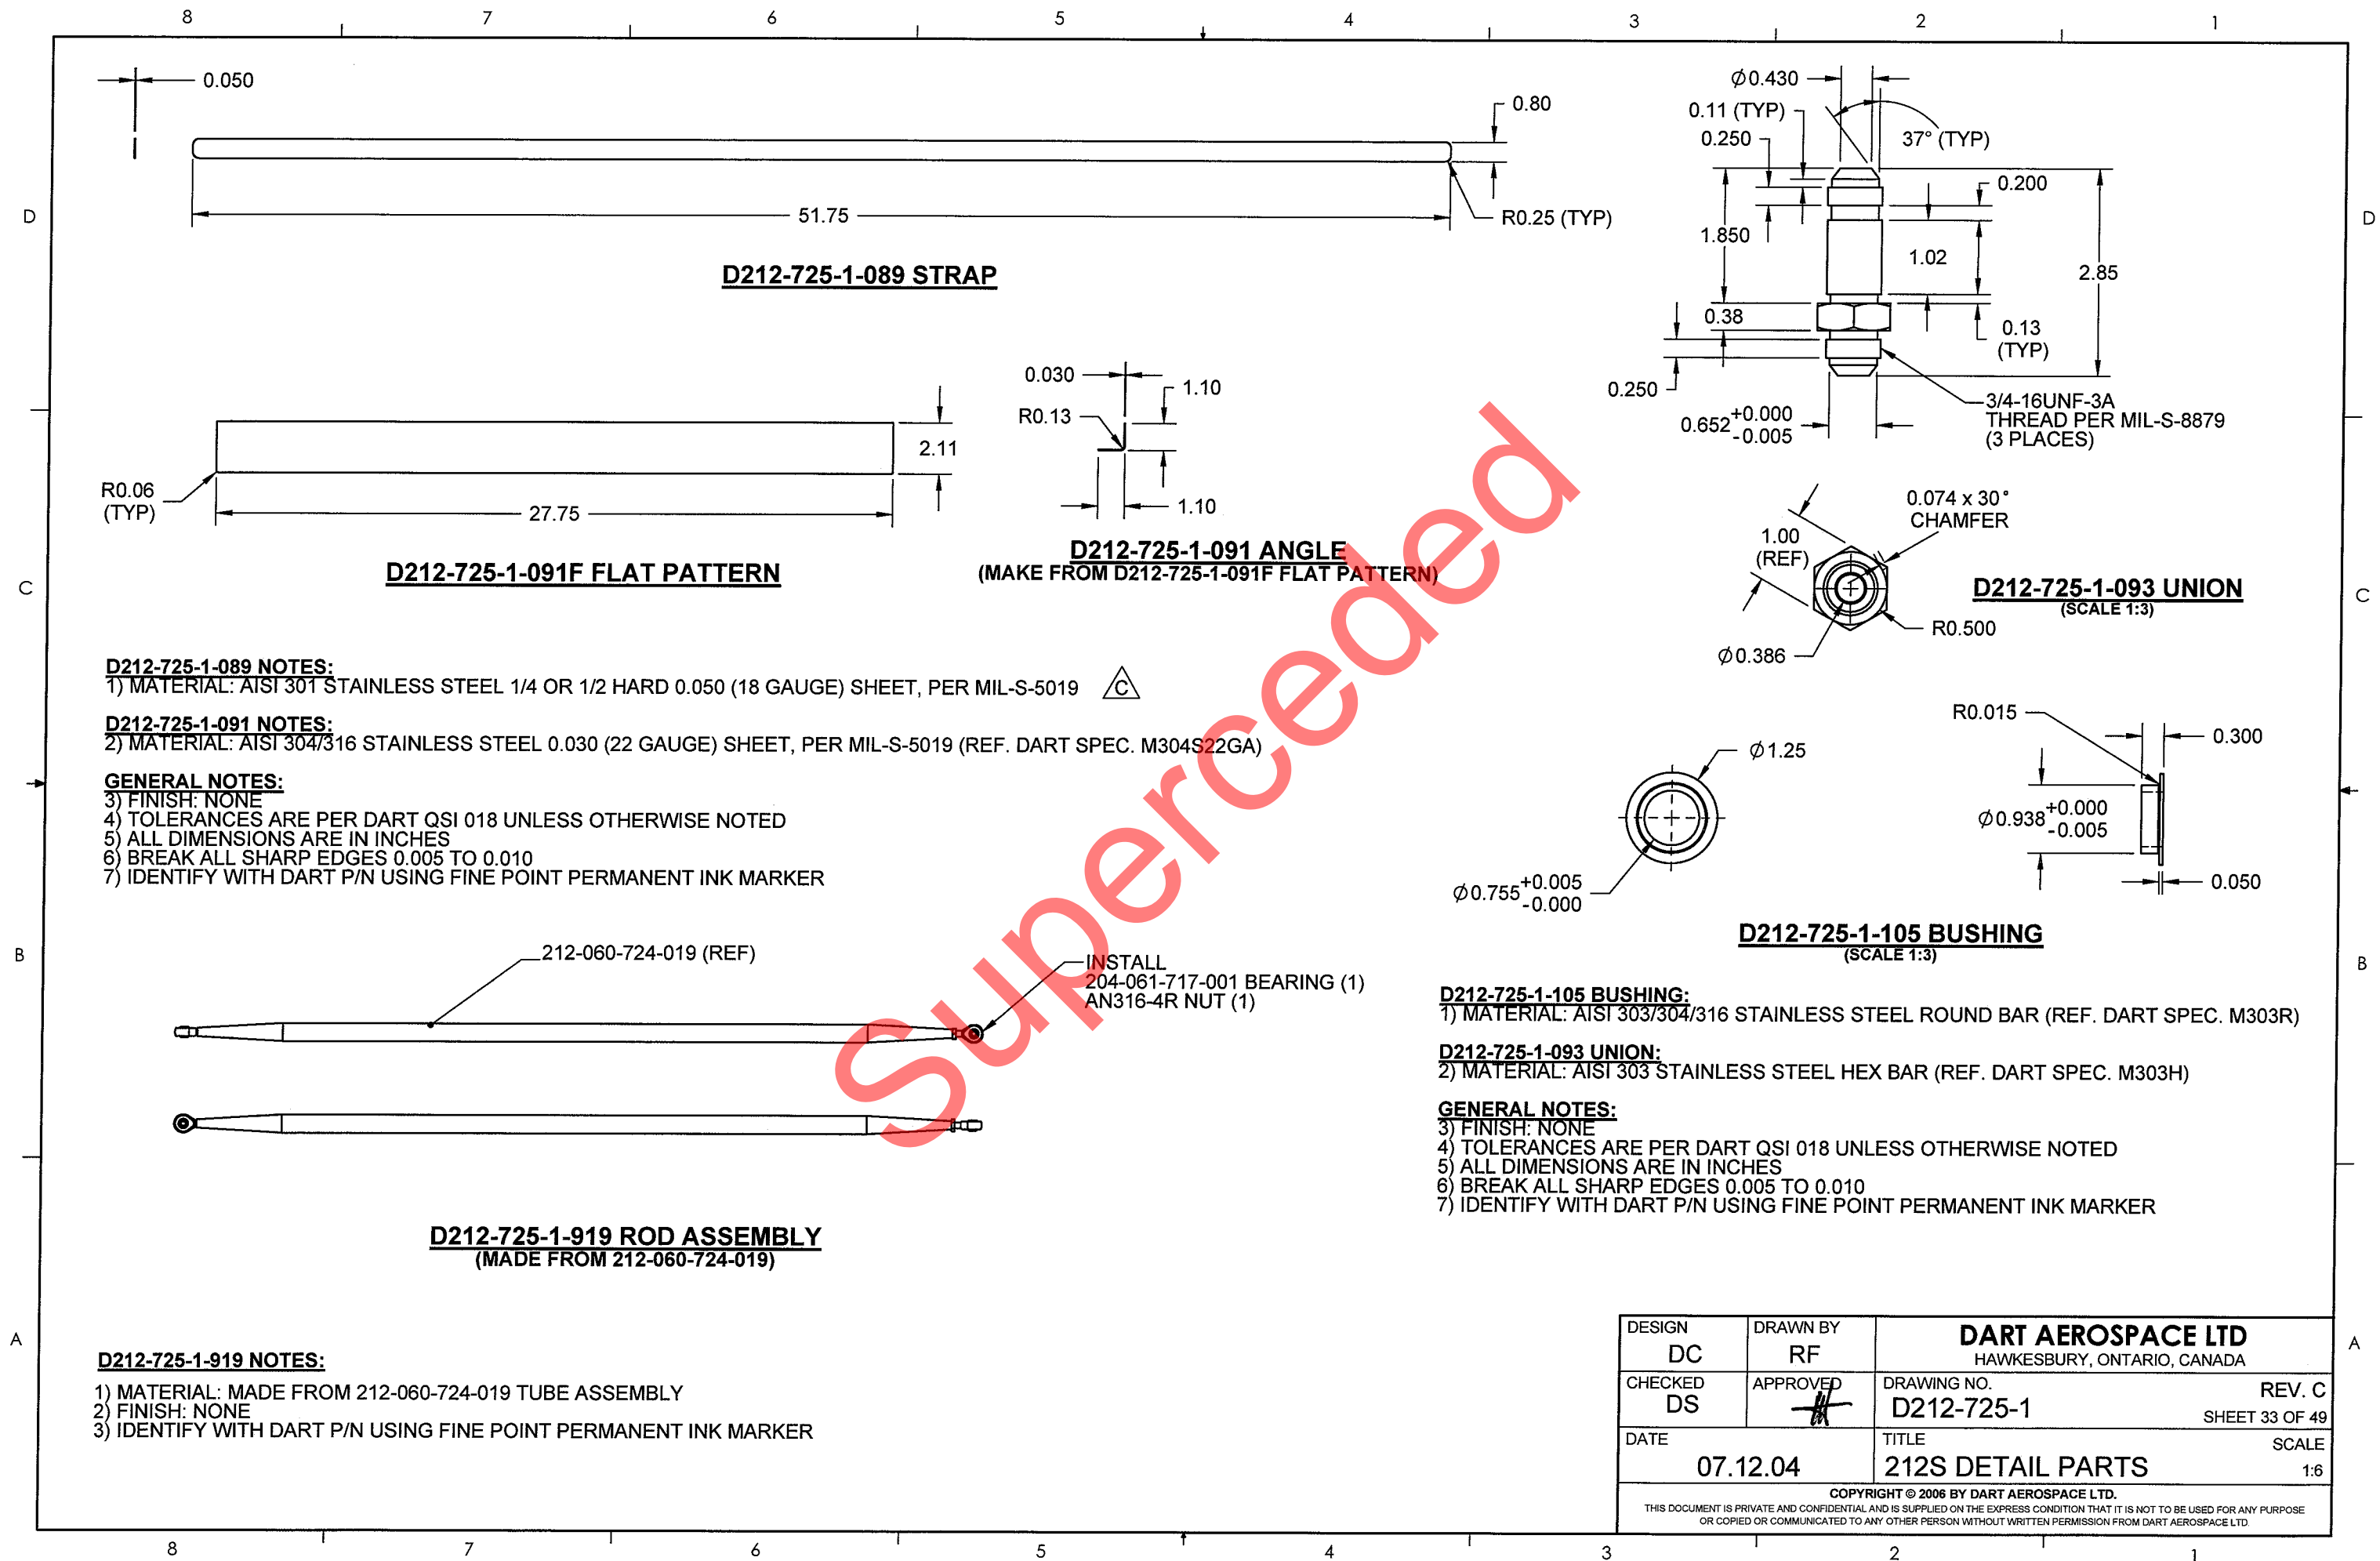 8 7 6 5 4 3 2 1
0.050
0.80
51.75
R0.25 (TYP)
D212-725-1-089 STRAP
Ø0.430
0.11 (TYP)
0.250
37° (TYP)
0.200
1.850
1.02
2.85
0.38
0.13
(TYP)
0.250
0.652 +0.000
-0.005
3/4-16UNF-3A
THREAD PER MIL-S-8879
(3 PLACES)
D
D
2.11
R0.06
(TYP)
27.75
D212-725-1-091F FLAT PATTERN
0.030
1.10
R0.13
1.10
D212-725-1-091 ANGLE
(MAKE FROM D212-725-1-091F FLAT PATTERN)
0.074 x 30°
CHAMFER
1.00
(REF)
D212-725-1-093 UNION
(SCALE 1:3)
R0.500
Ø0.386
C
C
D212-725-1-089 NOTES:
1) MATERIAL: AISI 301 STAINLESS STEEL 1/4 OR 1/2 HARD 0.050 (18 GAUGE) SHEET, PER MIL-S-5019
C
D212-725-1-091 NOTES:
2) MATERIAL: AISI 304/316 STAINLESS STEEL 0.030 (22 GAUGE) SHEET, PER MIL-S-5019 (REF. DART SPEC. M304S22GA)
GENERAL NOTES:
3) FINISH: NONE
4) TOLERANCES ARE PER DART QSI 018 UNLESS OTHERWISE NOTED
5) ALL DIMENSIONS ARE IN INCHES
6) BREAK ALL SHARP EDGES 0.005 TO 0.010
7) IDENTIFY WITH DART P/N USING FINE POINT PERMANENT INK MARKER
Superceded
R0.015
0.300
Ø1.25
Ø0.938 +0.000
-0.005
Ø0.755 +0.005
-0.000
0.050
D212-725-1-105 BUSHING
(SCALE 1:3)
B
B
212-060-724-019 (REF)
INSTALL
204-061-717-001 BEARING (1)
AN316-4R NUT (1)
D212-725-1-105 BUSHING:
1) MATERIAL: AISI 303/304/316 STAINLESS STEEL ROUND BAR (REF. DART SPEC. M303R)
D212-725-1-093 UNION:
2) MATERIAL: AISI 303 STAINLESS STEEL HEX BAR (REF. DART SPEC. M303H)
GENERAL NOTES:
3) FINISH: NONE
4) TOLERANCES ARE PER DART QSI 018 UNLESS OTHERWISE NOTED
5) ALL DIMENSIONS ARE IN INCHES
6) BREAK ALL SHARP EDGES 0.005 TO 0.010
7) IDENTIFY WITH DART P/N USING FINE POINT PERMANENT INK MARKER
D212-725-1-919 ROD ASSEMBLY
(MADE FROM 212-060-724-019)
A
A
D212-725-1-919 NOTES:
1) MATERIAL: MADE FROM 212-060-724-019 TUBE ASSEMBLY
2) FINISH: NONE
3) IDENTIFY WITH DART P/N USING FINE POINT PERMANENT INK MARKER
DESIGN
DC
DRAWN BY
RF
DART AEROSPACE LTD
HAWKESBURY, ONTARIO, CANADA
CHECKED
DS
APPROVED
DRAWING NO.
D212-725-1
REV. C
SHEET 33 OF 49
DATE
07.12.04
TITLE
212S DETAIL PARTS
SCALE
1:6
COPYRIGHT © 2006 BY DART AEROSPACE LTD.
THIS DOCUMENT IS PRIVATE AND CONFIDENTIAL AND IS SUPPLIED ON THE EXPRESS CONDITION THAT IT IS NOT TO BE USED FOR ANY PURPOSE
OR COPIED OR COMMUNICATED TO ANY OTHER PERSON WITHOUT WRITTEN PERMISSION FROM DART AEROSPACE LTD.
8 7 6 5 4 3 2 1